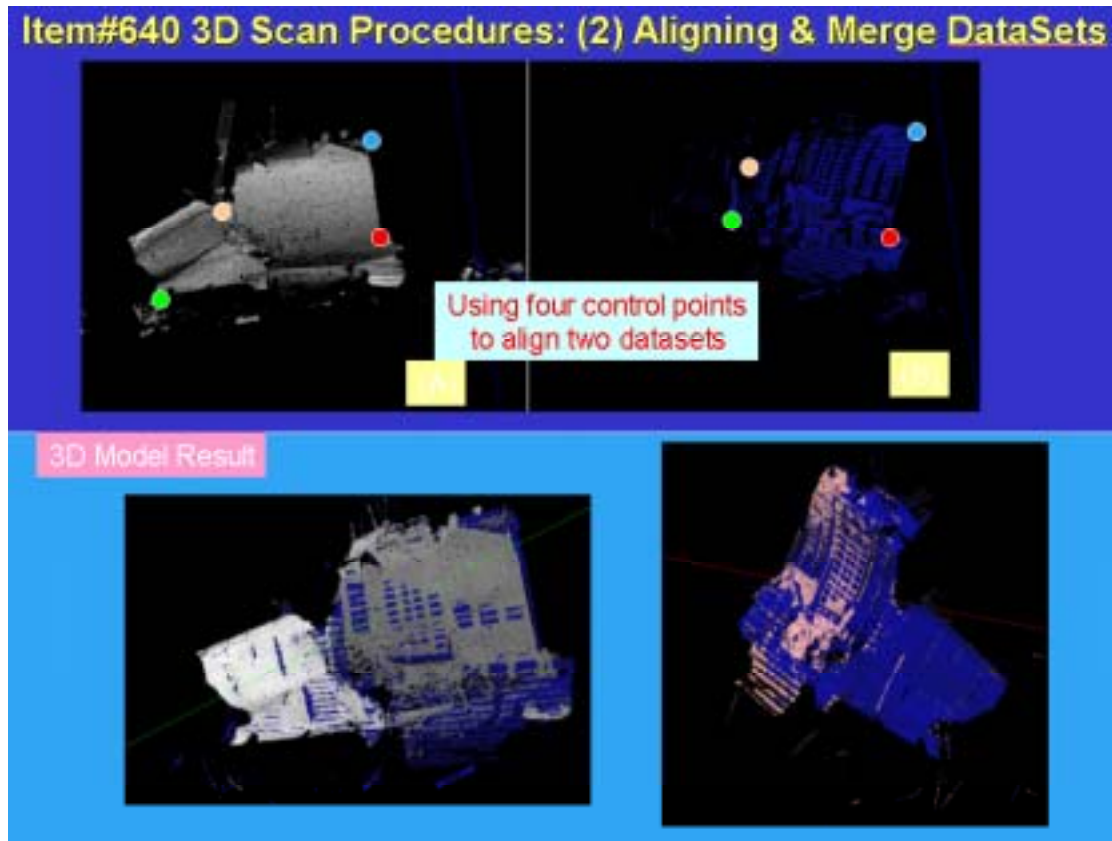 Item#640 3D Scan Procedures: (2) Aligning & Merge DataSets
Using four control points
to align two datasets
(A)
3D Model Result